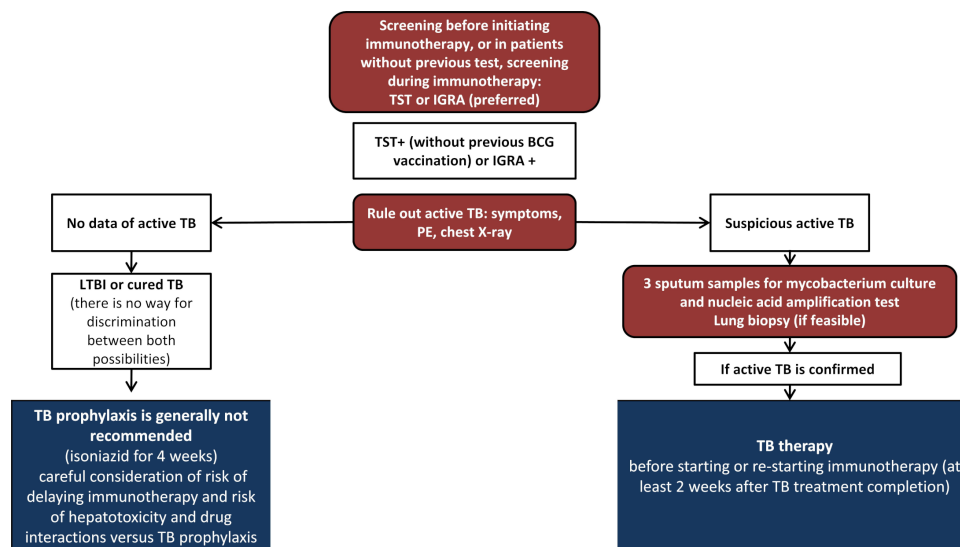 Screening before initiating
immunotherapy, or in patients
without previous test, screening
during immunotherapy:
TST or IGRA (preferred)
TST+ (without previous BCG
vaccination) or IGRA +
No data of active TB
Rule out active TB: symptoms,
PE, chest X-ray
Suspicious active TB
LTBI or cured TB
(there is no way for
discrimination
between both
possibilities)
3 sputum samples for mycobacterium culture
and nucleic acid amplification test
Lung biopsy (if feasible)
If active TB is confirmed
TB prophylaxis is generally not
recommended
(isoniazid for 4 weeks)
careful consideration of risk of
delaying immunotherapy and risk
of hepatotoxicity and drug
interactions versus TB prophylaxis
TB therapy
before starting or re-starting immunotherapy (at
least 2 weeks after TB treatment completion)